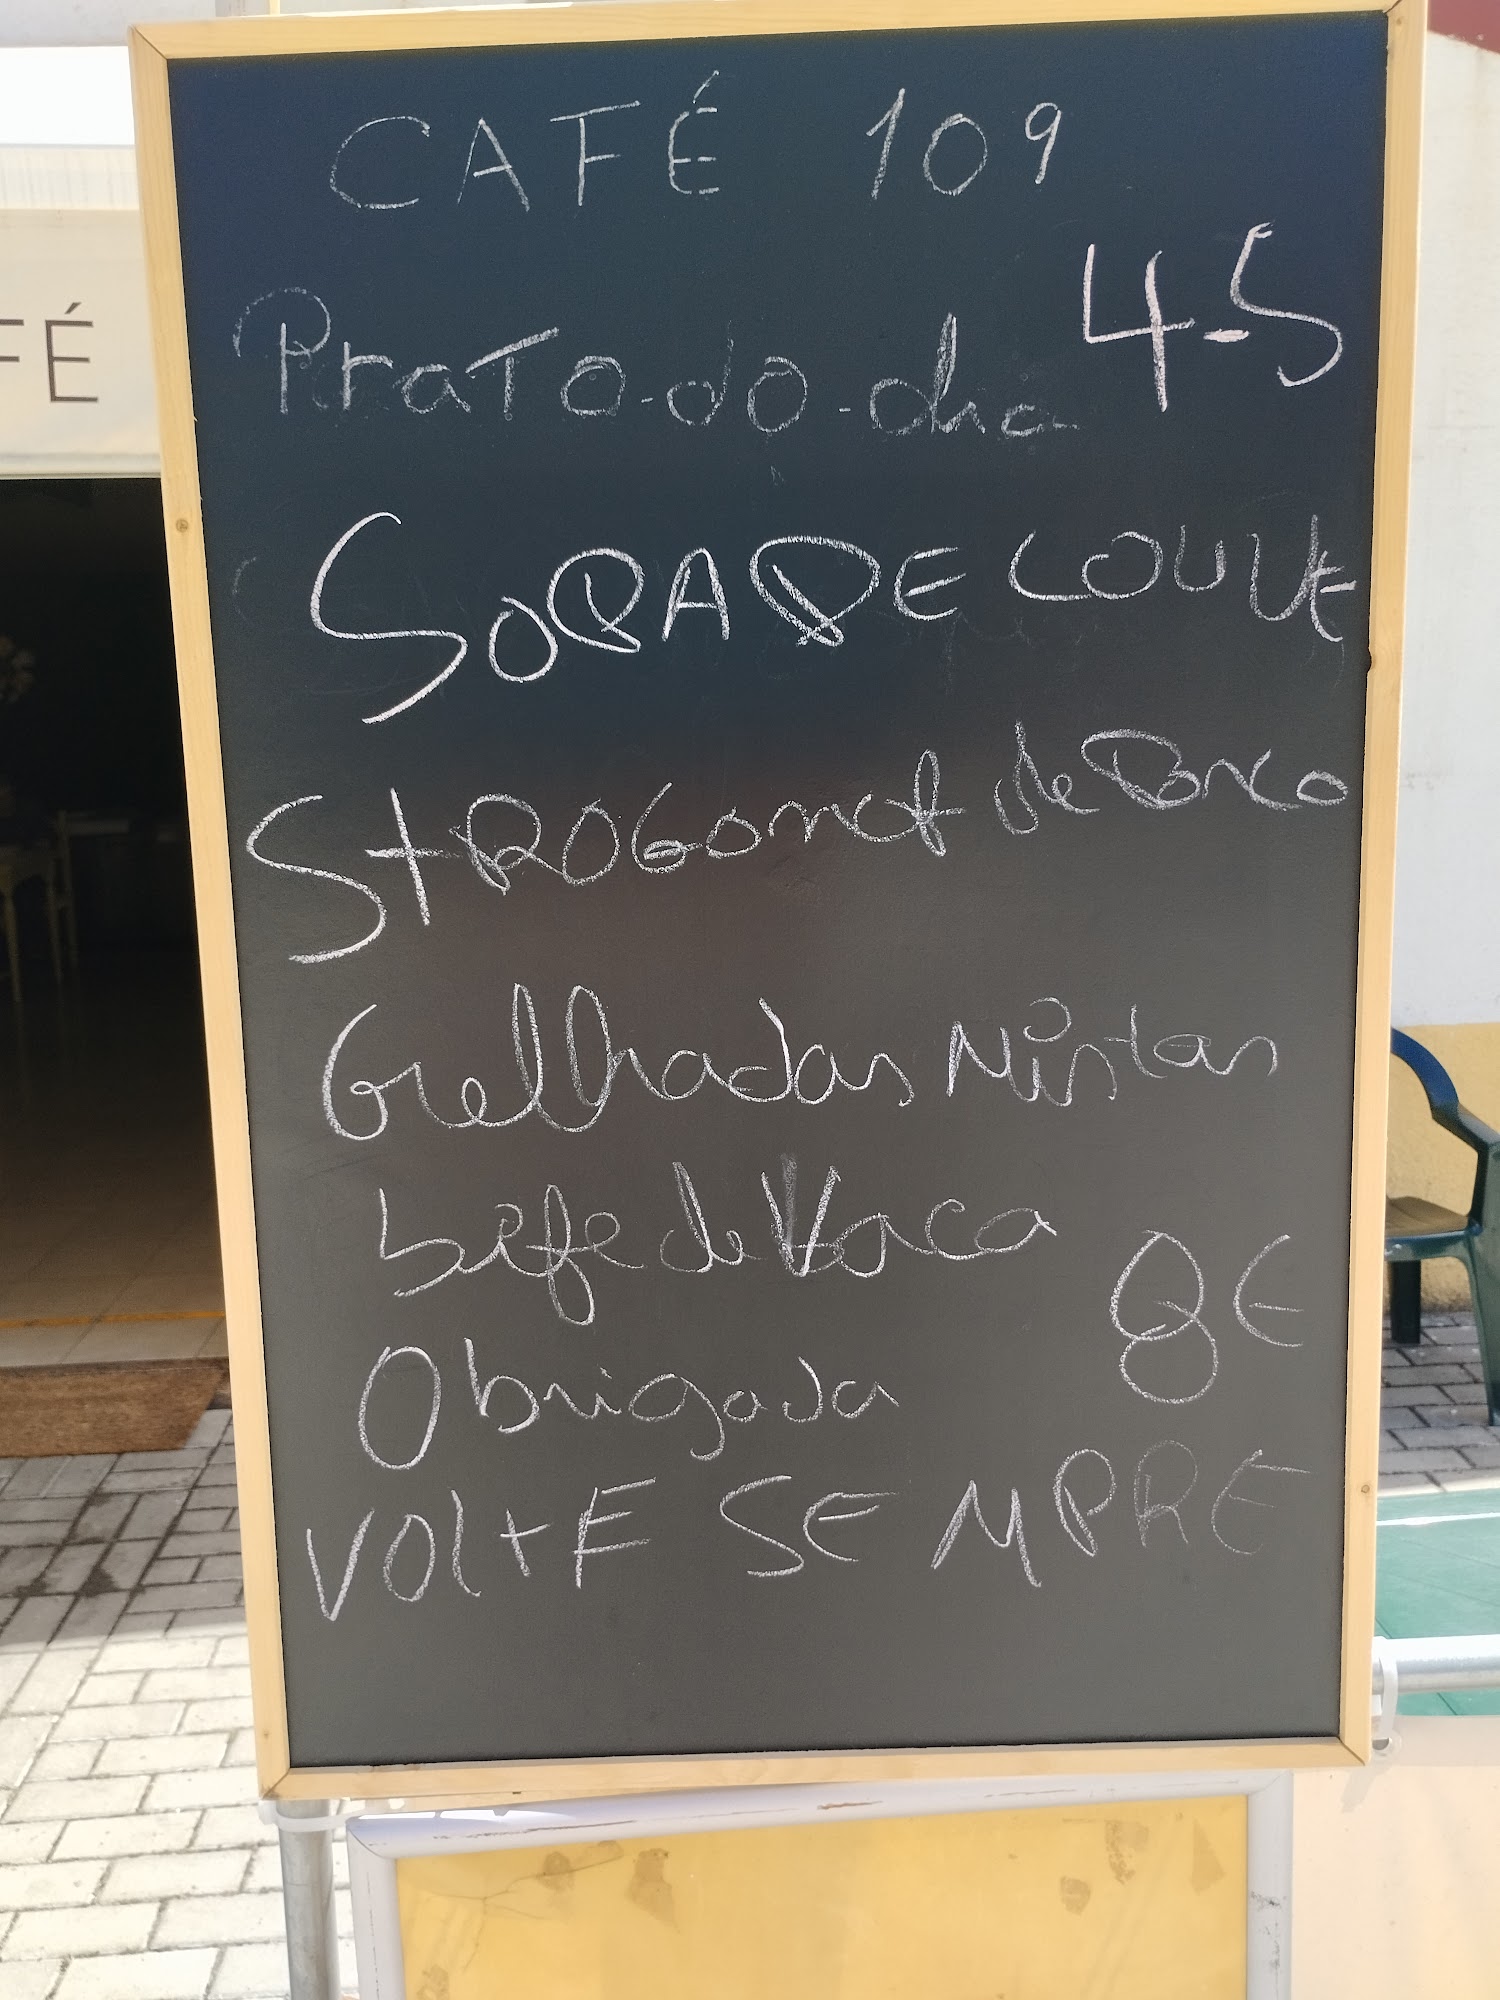 FÉ
CAFÉ 109
Prato-do-dia 4-5
SOPA DE COUVE
StROGonof de Porco
Grelhadas Mistas
bife de Vaca
8€
Obrigada
VOltE SEMPRE